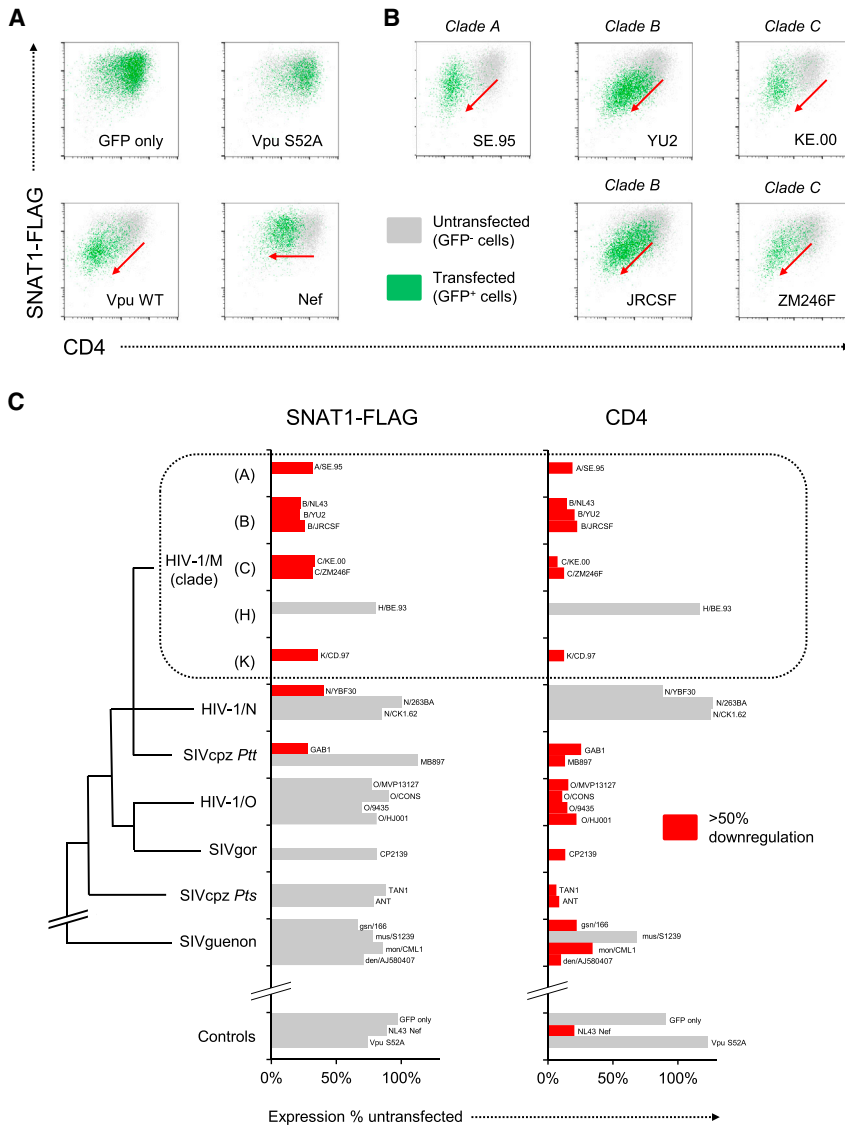 A
B
Clade A
Clade B
Clade C
GFP only
Vpu S52A
SE.95
YU2
KE.00
SNAT1-FLAG
Clade B
Clade C
Vpu WT
Nef
Untransfected
(GFP- cells)
Transfected
(GFP+ cells)
JRCSF
ZM246F
CD4
C
SNAT1-FLAG
CD4
HIV-1/M
(clade)
(A)
A/SE.95
A/SE.95
(B)
B/NL43
B/YU2
B/JRCSF
B/NL43
B/YU2
B/JRCSF
(C)
C/KE.00
C/ZM246F
C/KE.00
C/ZM246F
(H)
H/BE.93
H/BE.93
(K)
K/CD.97
K/CD.97
HIV-1/N
N/YBF30
N/263BA
N/CK1.62
N/YBF30
N/263BA
N/CK1.62
SIVcpz Ptt
GAB1
MB897
GAB1
MB897
HIV-1/O
O/MVP13127
O/CONS
O/9435
O/HJ001
O/MVP13127
O/CONS
O/9435
O/HJ001
>50%
downregulation
SIVgor
CP2139
CP2139
SIVcpz Pts
TAN1
ANT
TAN1
ANT
SIVguenon
gsn/166
mus/S1239
mon/CML1
den/AJ580407
gsn/166
mus/S1239
mon/CML1
den/AJ580407
Controls
GFP only
NL43 Nef
Vpu S52A
GFP only
NL43 Nef
Vpu S52A
0% 50% 100%
0% 50% 100%
Expression % untransfected